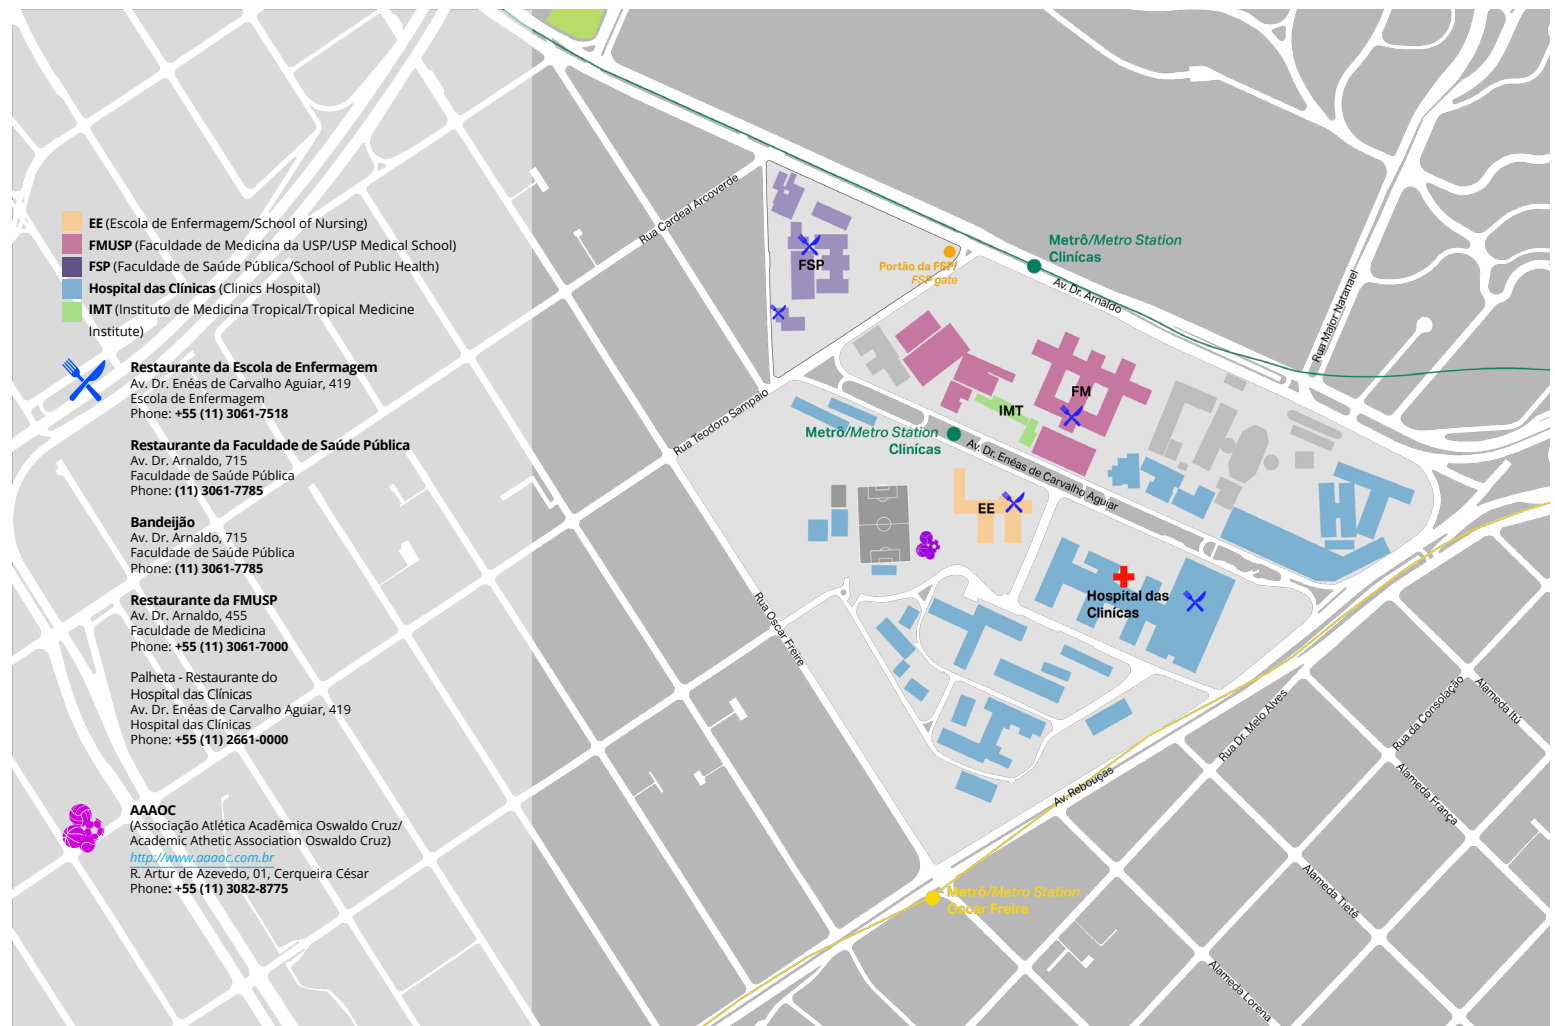 EE (Escola de Enfermagem/School of Nursing)
FMUSP (Faculdade de Medicina da USP/USP Medical School)
FSP (Faculdade de Saúde Pública/School of Public Health)
Hospital das Clínicas (Clinics Hospital)
IMT (Instituto de Medicina Tropical/Tropical Medicine
Institute)
Restaurante da Escola de Enfermagem
Av. Dr. Enéas de Carvalho Aguiar, 419
Escola de Enfermagem
Phone: +55 (11) 3061-7518
Restaurante da Faculdade de Saúde Pública
Av. Dr. Arnaldo, 715
Faculdade de Saúde Pública
Phone: (11) 3061-7785
Bandeijão
Av. Dr. Arnaldo, 715
Faculdade de Saúde Pública
Phone: (11) 3061-7785
Restaurante da FMUSP
Av. Dr. Arnaldo, 455
Faculdade de Medicina
Phone: +55 (11) 3061-7000
Palheta - Restaurante do
Hospital das Clínicas
Av. Dr. Enéas de Carvalho Aguiar, 419
Hospital das Clínicas
Phone: +55 (11) 2661-0000
AAAOC
(Associação Atlética Acadêmica Oswaldo Cruz/
Academic Athetic Association Oswaldo Cruz)
http://www.aaaoc.com.br
R. Artur de Azevedo, 01, Cerqueira César
Phone: +55 (11) 3082-8775
Rua Cardeal Arcoverde
FSP
Portão da FSP/
FSP gate
Metrô/Metro Station
Clinícas
Av. Dr. Arnaldo
Rua Major Natanael
Rua Teodoro Sampaio
FM
IMT
Metrô/Metro Station
Clinícas
Av. Dr. Enéas de Carvalho Aguiar
EE
Hospital das
Clinícas
Rua Oscar Freire
Av. Rebouças
Rua Dr. Melo Alves
Rua da Consolação
Alameda Itú
Alameda França
Alameda Tietê
Alameda Lorena
Metrô/Metro Station
Oscar Freire